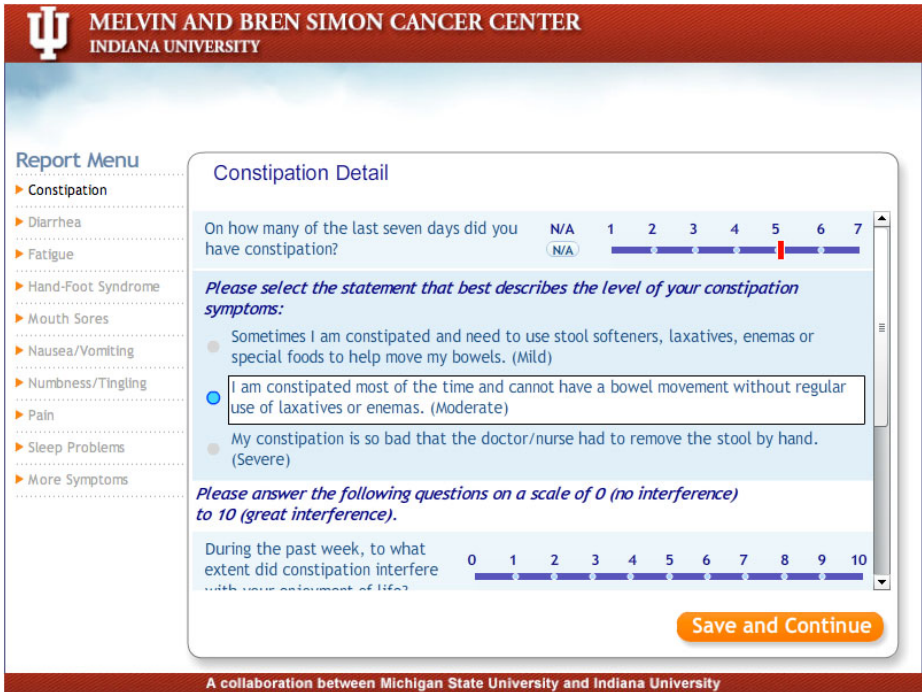 MELVIN AND BREN SIMON CANCER CENTER
INDIANA UNIVERSITY
Report Menu
Constipation
Diarrhea
Fatigue
Hand-Foot Syndrome
Mouth Sores
Nausea/Vomiting
Numbness/Tingling
Pain
Sleep Problems
More Symptoms
Constipation Detail
On how many of the last seven days did you
have constipation?
N/A 1 2 3 4 5 6 7
N/A
Please select the statement that best describes the level of your constipation
symptoms:
Sometimes I am constipated and need to use stool softeners, laxatives, enemas or
special foods to help move my bowels. (Mild)
I am constipated most of the time and cannot have a bowel movement without regular
use of laxatives or enemas. (Moderate)
My constipation is so bad that the doctor/nurse had to remove the stool by hand.
(Severe)
Please answer the following questions on a scale of 0 (no interference)
to 10 (great interference).
During the past week, to what
extent did constipation interfere
with your enjoyment of life?
0 1 2 3 4 5 6 7 8 9 10
Save and Continue
A collaboration between Michigan State University and Indiana University